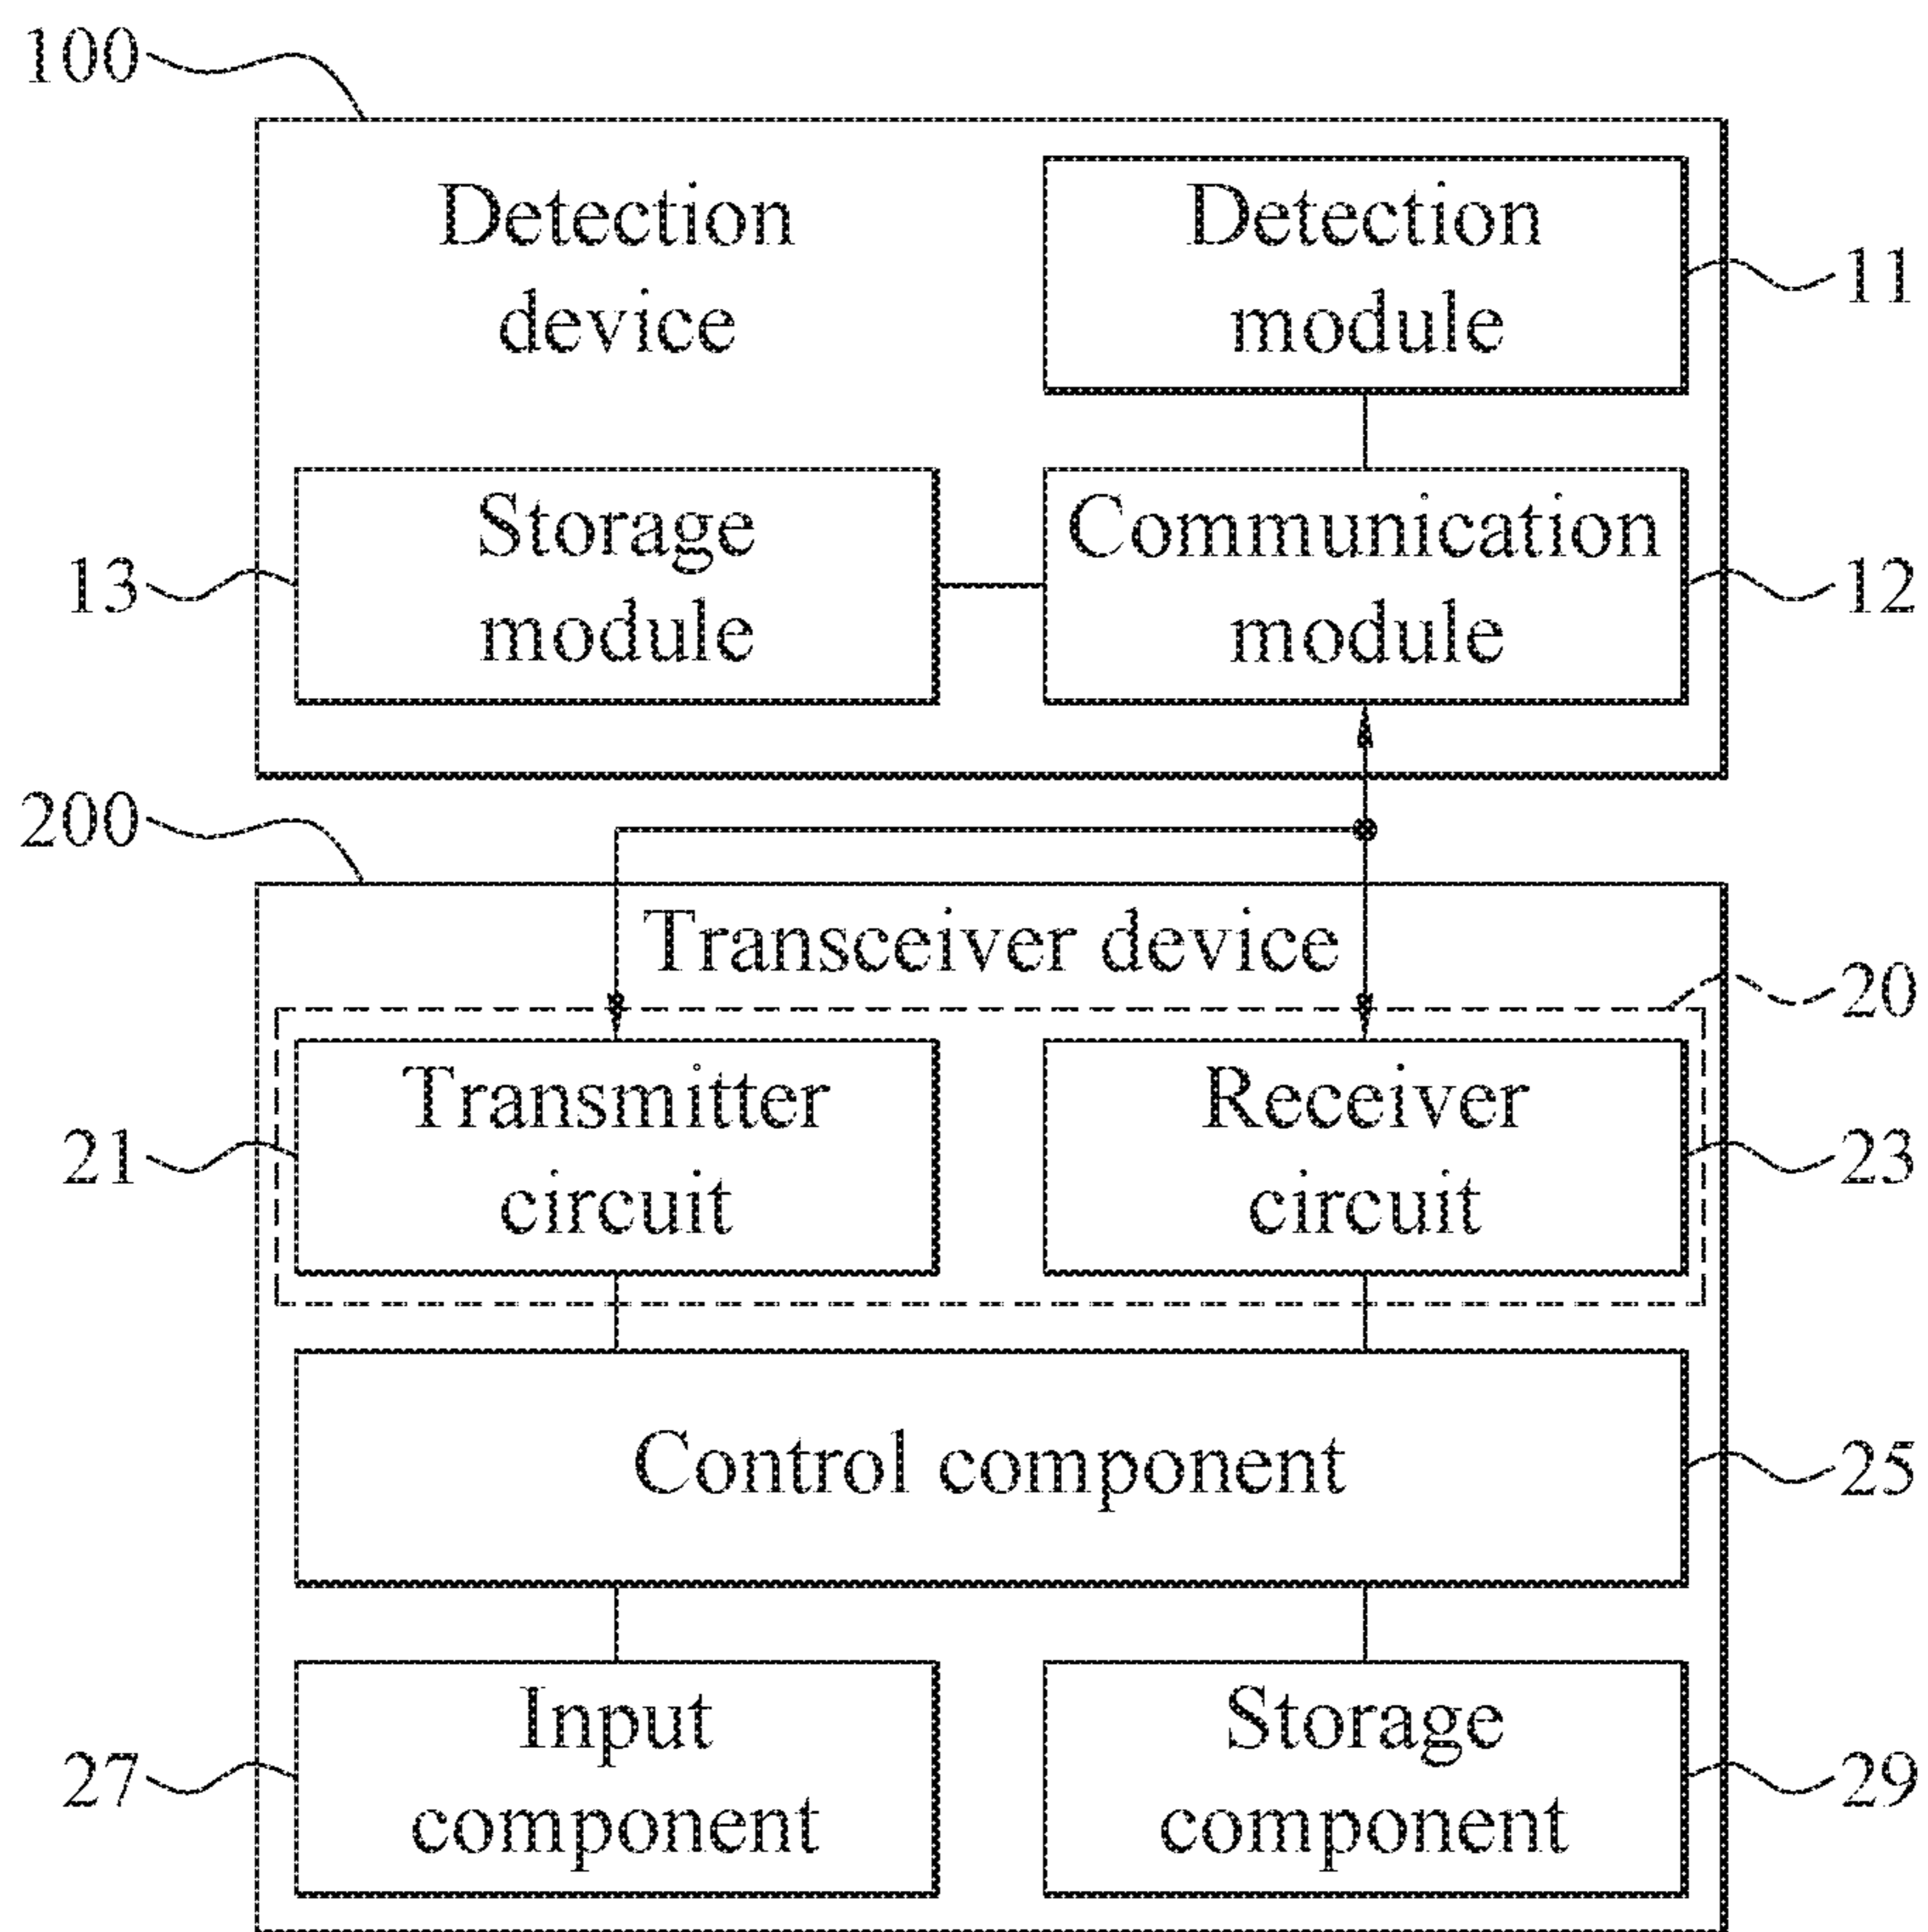 100
Detection
device
Detection
module
11
Storage
module
13
Communication
module
12
200
Transceiver device
20
Transmitter
circuit
21
Receiver
circuit
23
Control component
25
Input
component
27
Storage
component
29